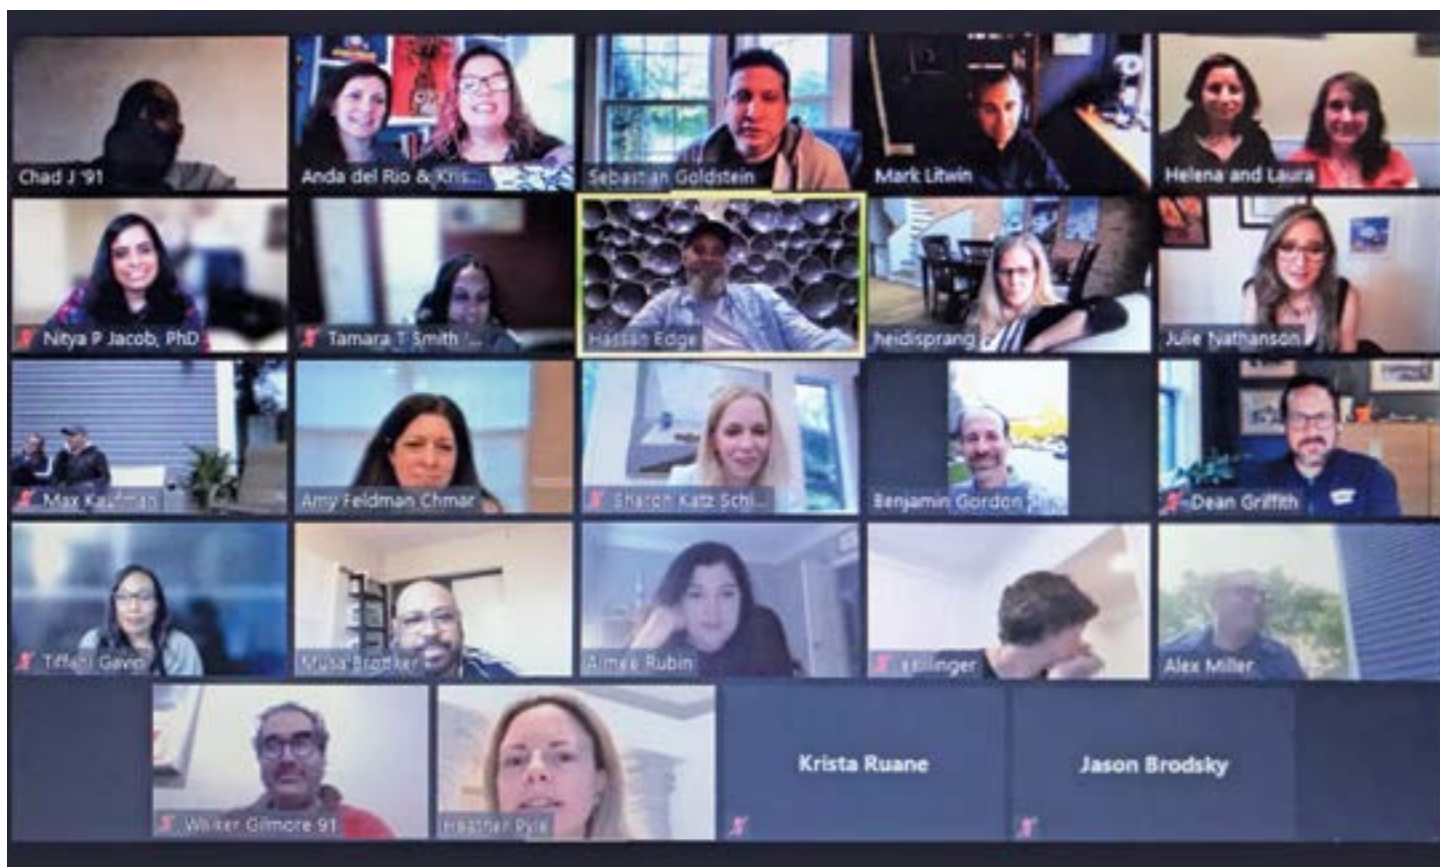 Chad J '91
Anda del Rio & Kris...
Sebastian Goldstein
Mark Litwin
Helena and Laura
Nitya P Jacob, PhD
Tamara T Smith '...
Hassan Edge
heidisprang
Julie Nathanson
Max Kaufman
Amy Feldman Chmar
Sharon Katz Schi...
Benjamin Gordon
Dean Griffith
Tiffani Gavin
Musa Brooker
Aimee Rubin
Alex Miller
Walker Gilmore 91
Heather Pyle
Krista Ruane
Jason Brodsky